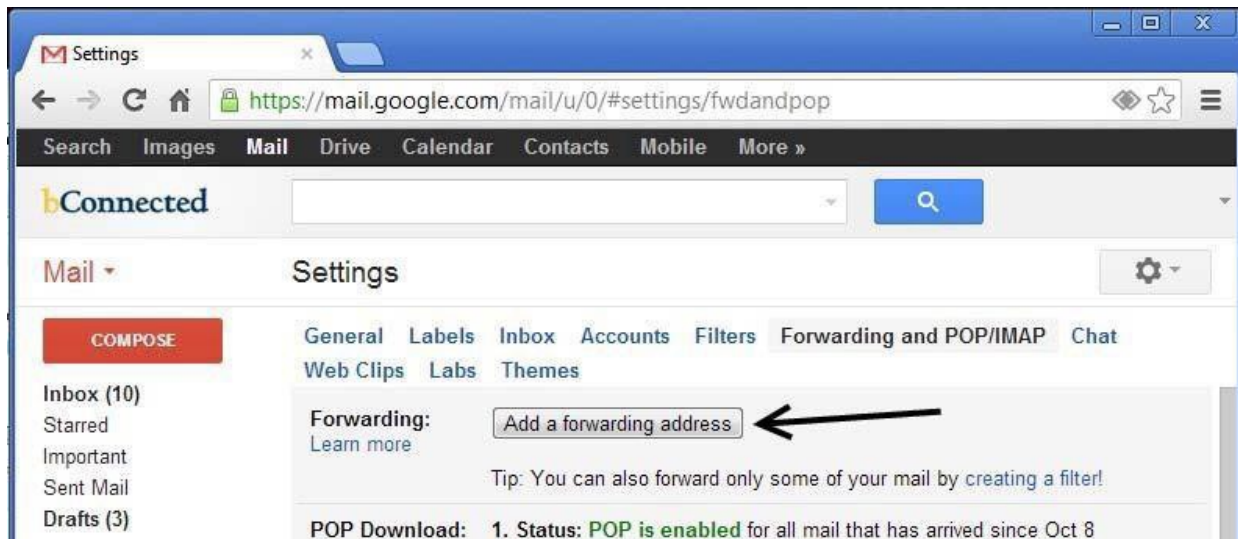 Settings
https://mail.google.com/mail/u/0/#settings/fwdandpop
Search Images Mail Drive Calendar Contacts Mobile More »
bConnected
Mail Settings
COMPOSE
General Labels Inbox Accounts Filters Forwarding and POP/IMAP Chat
Web Clips Labs Themes
Inbox (10)
Starred
Important
Sent Mail
Drafts (3)
Forwarding: Add a forwarding address
Learn more
Tip: You can also forward only some of your mail by creating a filter!
POP Download: 1. Status: POP is enabled for all mail that has arrived since Oct 8